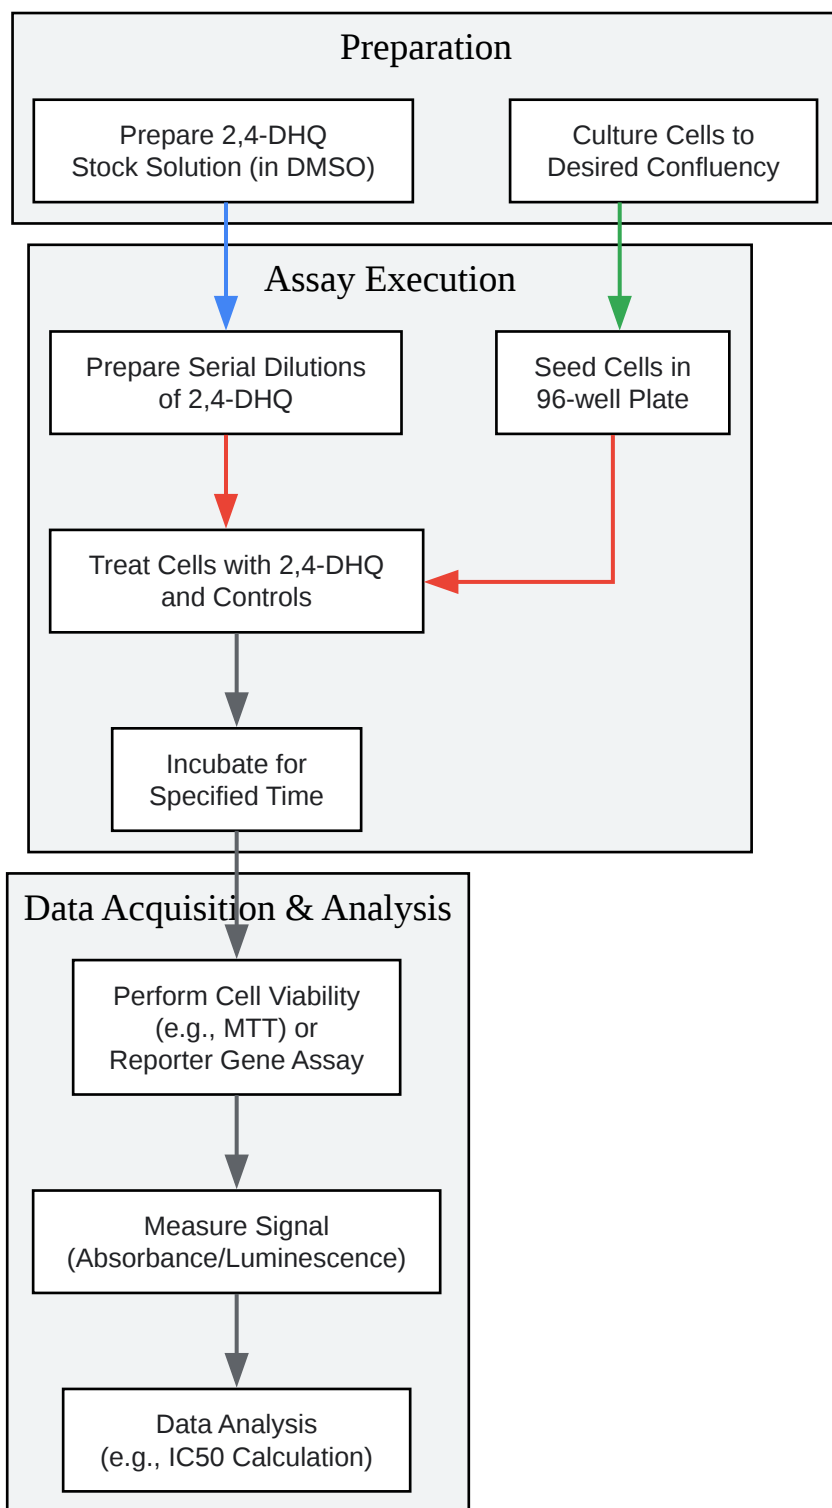 Preparation
Prepare 2,4-DHQ
Stock Solution (in DMSO)
Culture Cells to
Desired Confluency
Assay Execution
Prepare Serial Dilutions
of 2,4-DHQ
Seed Cells in
96-well Plate
Treat Cells with 2,4-DHQ
and Controls
Incubate for
Specified Time
Data Acquisition & Analysis
Perform Cell Viability
(e.g., MTT) or
Reporter Gene Assay
Measure Signal
(Absorbance/Luminescence)
Data Analysis
(e.g., IC50 Calculation)